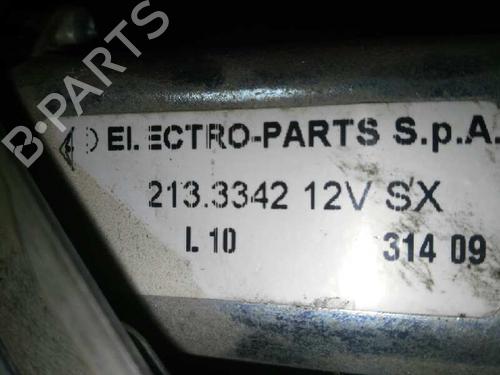 B-PARTS
ELECTRO-PARTS S.p.A.
213.3342 12V SX
L 10 314 09